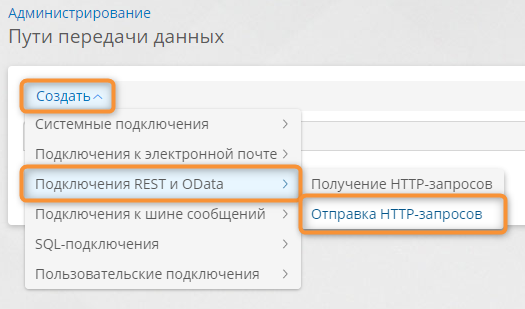 Администрирование
Пути передачи данных
Создать
Системные подключения
Подключения к электронной почте
Подключения REST и OData
Получение HTTP-запросов
Подключения к шине сообщений
Отправка HTTP-запросов
SQL-подключения
Пользовательские подключения